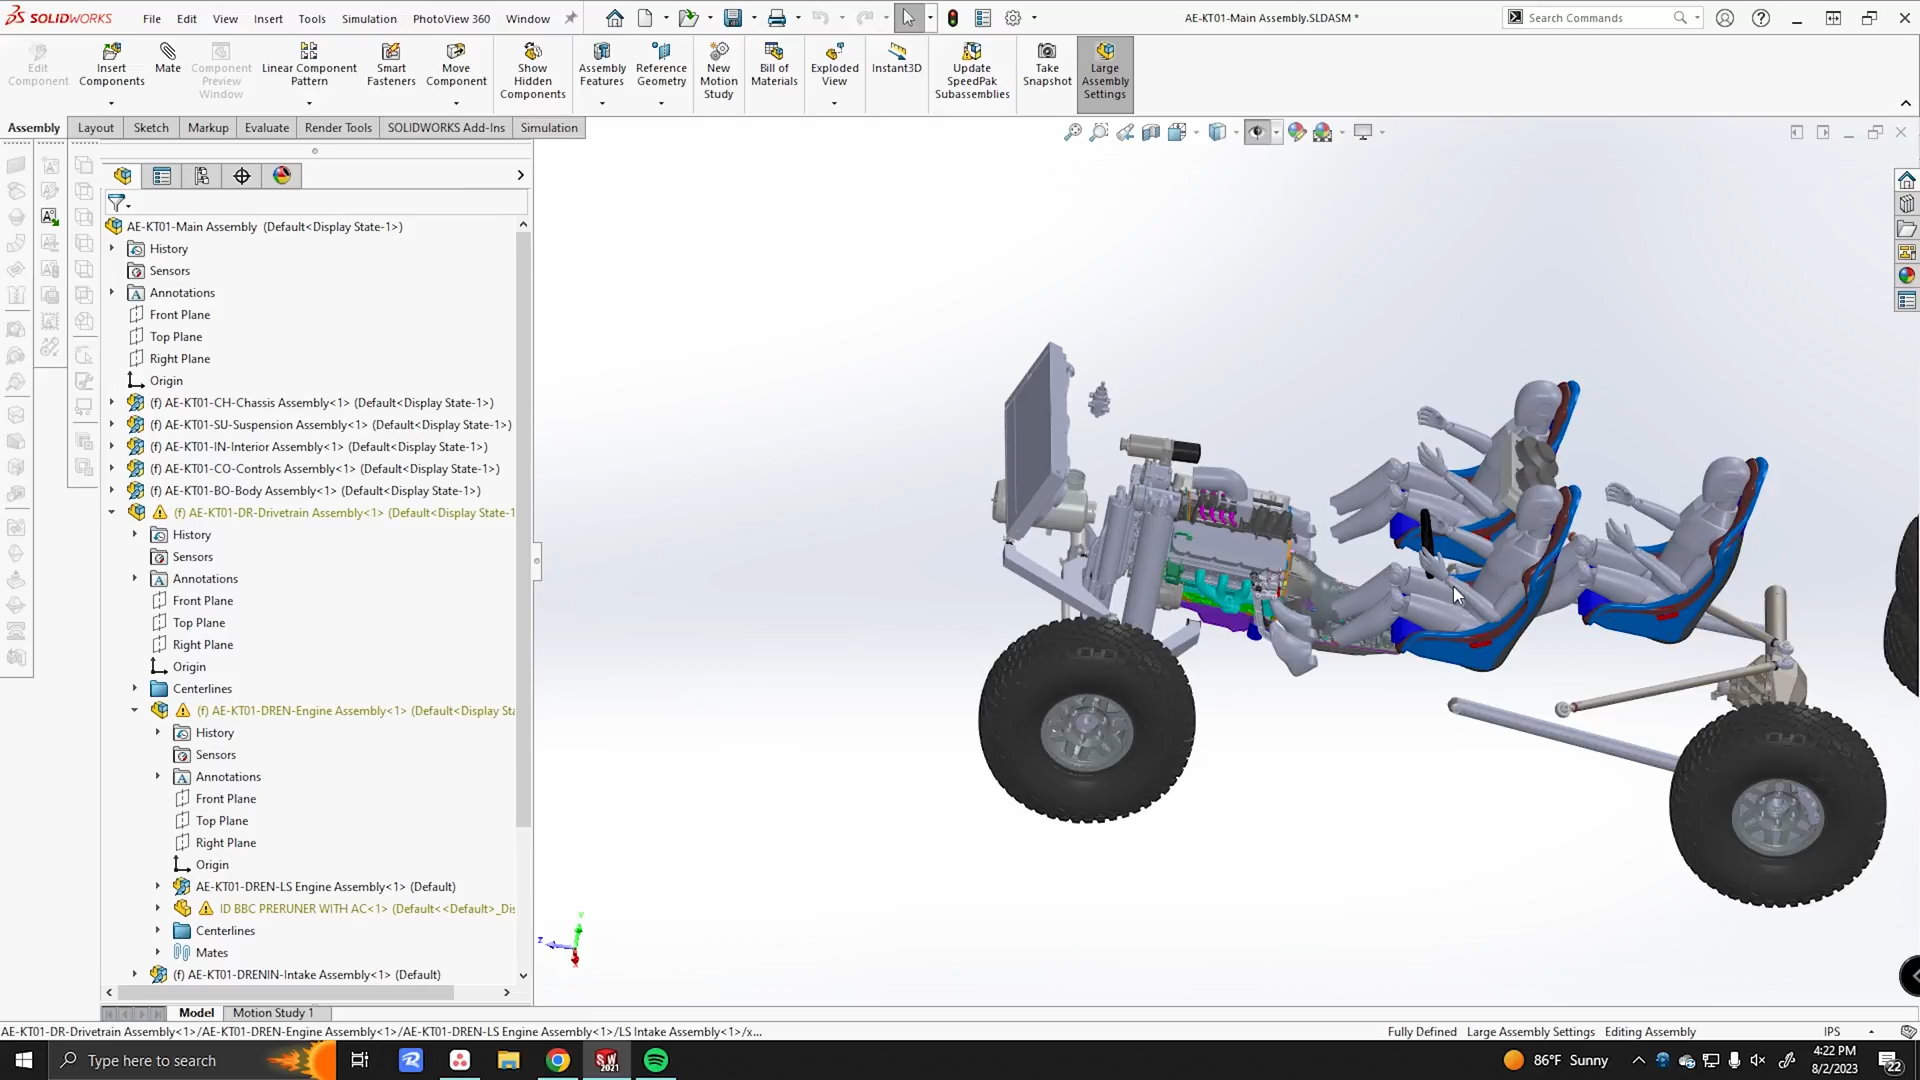 SOLIDWORKS File Edit View Insert Tools Simulation PhotoView 360 Window AE-KT01-Main Assembly.SLDASM * Search Commands
Edit Component
Insert Components
Mate
Component Preview Window
Linear Component Pattern
Smart Fasteners
Move Component
Show Hidden Components
Assembly Features
Reference Geometry
New Motion Study
Bill of Materials
Exploded View
Instant3D
Update SpeedPak Subassemblies
Take Snapshot
Large Assembly Settings
Assembly Layout Sketch Markup Evaluate Render Tools SOLIDWORKS Add-Ins Simulation
AE-KT01-Main Assembly (Default<Display State-1>)
History
Sensors
Annotations
Front Plane
Top Plane
Right Plane
Origin
(f) AE-KT01-CH-Chassis Assembly<1> (Default<Display State-1>)
(f) AE-KT01-SU-Suspension Assembly<1> (Default<Display State-1>)
(f) AE-KT01-IN-Interior Assembly<1> (Default<Display State-1>)
(f) AE-KT01-CO-Controls Assembly<1> (Default<Display State-1>)
(f) AE-KT01-BO-Body Assembly<1> (Default<Display State-1>)
(f) AE-KT01-DR-Drivetrain Assembly<1> (Default<Display State-1
History
Sensors
Annotations
Front Plane
Top Plane
Right Plane
Origin
Centerlines
(f) AE-KT01-DREN-Engine Assembly<1> (Default<Display Sta
History
Sensors
Annotations
Front Plane
Top Plane
Right Plane
Origin
AE-KT01-DREN-LS Engine Assembly<1> (Default)
ID BBC PRERUNER WITH AC<1> (Default<<Default>_Dis
Centerlines
Mates
(f) AE-KT01-DRENIN-Intake Assembly<1> (Default)
Y
Z
X
Model Motion Study 1
AE-KT01-DR-Drivetrain Assembly<1>/AE-KT01-DREN-Engine Assembly<1>/AE-KT01-DREN-LS Engine Assembly<1>/LS Intake Assembly<1>/x... Fully Defined Large Assembly Settings Editing Assembly IPS
Type here to search
SW 2021
86°F Sunny
4:22 PM
8/2/2023
22